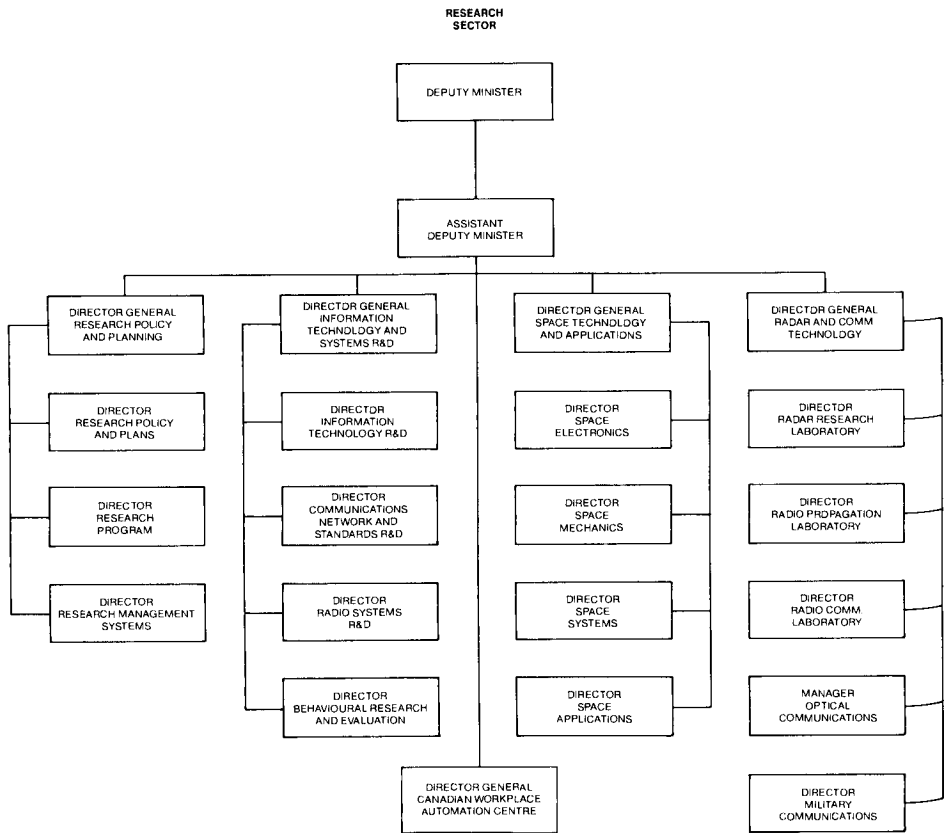 RESEARCH
SECTOR
DEPUTY MINISTER
ASSISTANT
DEPUTY MINISTER
DIRECTOR GENERAL
RESEARCH POLICY
AND PLANNING
DIRECTOR
RESEARCH POLICY
AND PLANS
DIRECTOR
RESEARCH
PROGRAM
DIRECTOR
RESEARCH MANAGEMENT
SYSTEMS
DIRECTOR GENERAL
INFORMATION
TECHNOLOGY AND
SYSTEMS R&D
DIRECTOR
INFORMATION
TECHNOLOGY R&D
DIRECTOR
COMMUNICATIONS
NETWORK AND
STANDARDS R&D
DIRECTOR
RADIO SYSTEMS
R&D
DIRECTOR
BEHAVIOURAL RESEARCH
AND EVALUATION
DIRECTOR GENERAL
SPACE TECHNOLOGY
AND APPLICATIONS
DIRECTOR
SPACE
ELECTRONICS
DIRECTOR
SPACE
MECHANICS
DIRECTOR
SPACE
SYSTEMS
DIRECTOR
SPACE
APPLICATIONS
DIRECTOR GENERAL
RADAR AND COMM
TECHNOLOGY
DIRECTOR
RADAR RESEARCH
LABORATORY
DIRECTOR
RADIO PROPAGATION
LABORATORY
DIRECTOR
RADIO COMM.
LABORATORY
MANAGER
OPTICAL
COMMUNICATIONS
DIRECTOR
MILITARY
COMMUNICATIONS
DIRECTOR GENERAL
CANADIAN WORKPLACE
AUTOMATION CENTRE